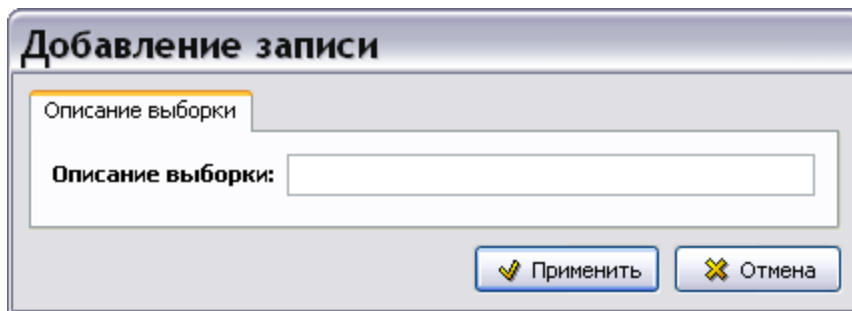 Добавление записи
Описание выборки
Описание выборки:
Применить Отмена